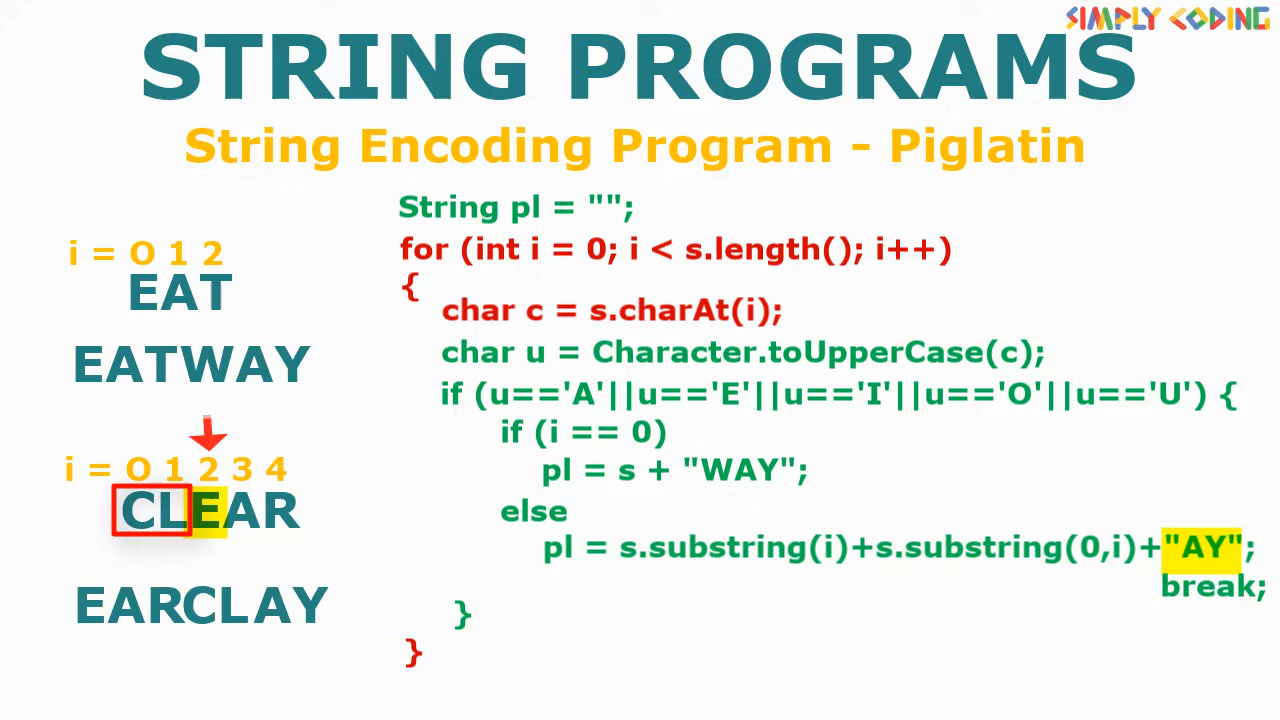 SIMPLY CODING
STRING PROGRAMS
String Encoding Program - Piglatin
i = O 1 2
EAT
EATWAY
i = O 1 2 3 4
CLEAR
EARCLAY
String pl = "";
for (int i = 0; i < s.length(); i++)
{
char c = s.charAt(i);
char u = Character.toUpperCase(c);
if (u=='A'||u=='E'||u=='I'||u=='O'||u=='U') {
if (i == 0)
pl = s + "WAY";
else
pl = s.substring(i)+s.substring(0,i)+"AY";
break;
}
}